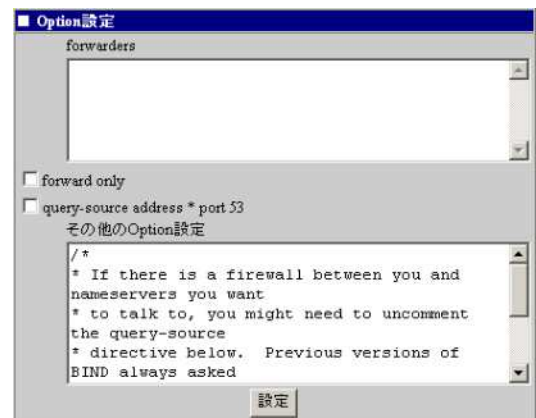 ■ Option設定
forwarders
forward only
query-source address * port 53
その他のOption設定
/*
* If there is a firewall between you and
nameservers you want
* to talk to, you might need to uncomment
the query-source
* directive below.  Previous versions of
BIND always asked
設定